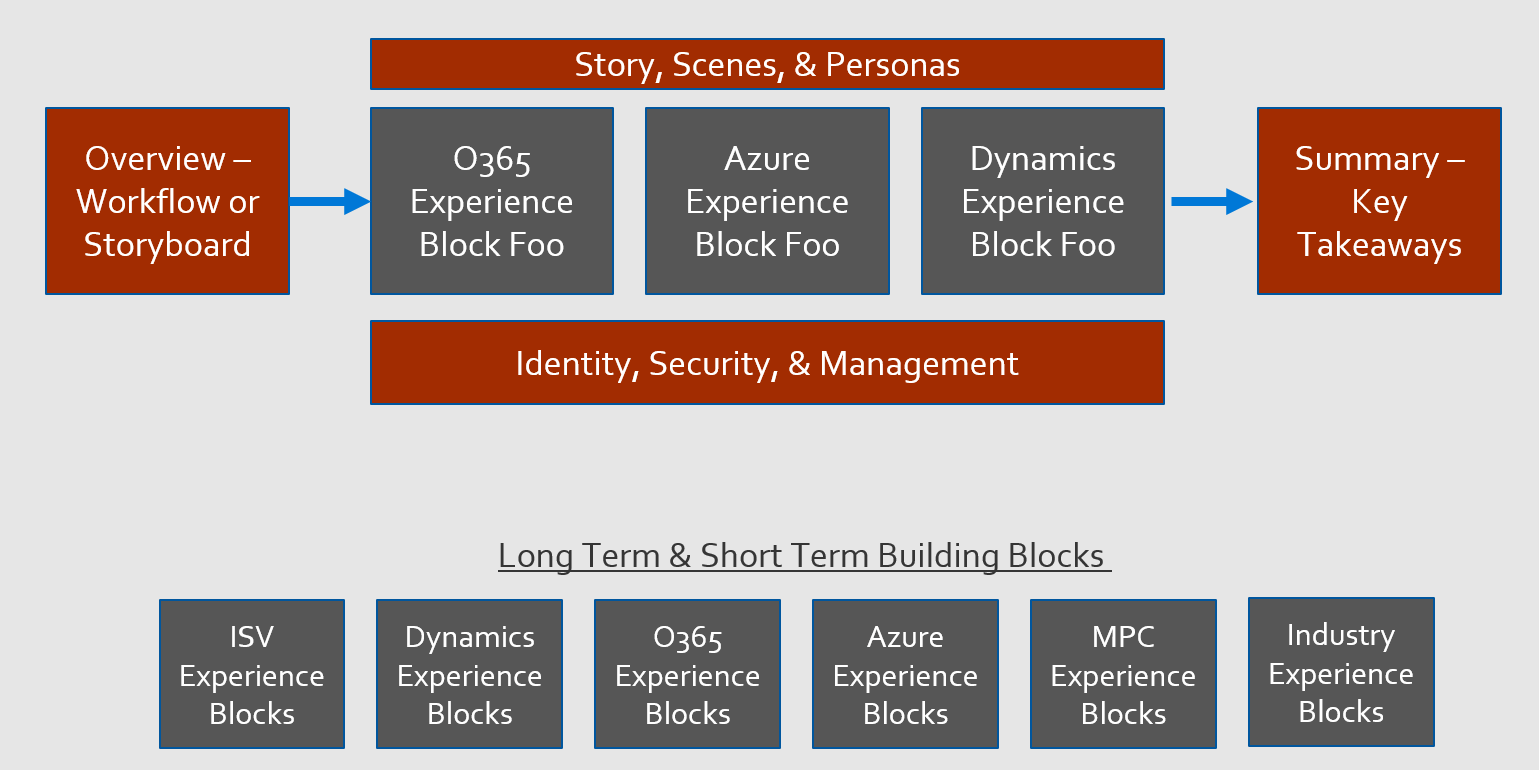 Story, Scenes, & Personas
Overview –
Workflow or
Storyboard
O365
Experience
Block Foo
Azure
Experience
Block Foo
Dynamics
Experience
Block Foo
Summary –
Key
Takeaways
Identity, Security, & Management
Long Term & Short Term Building Blocks
ISV
Experience
Blocks
Dynamics
Experience
Blocks
O365
Experience
Blocks
Azure
Experience
Blocks
MPC
Experience
Blocks
Industry
Experience
Blocks